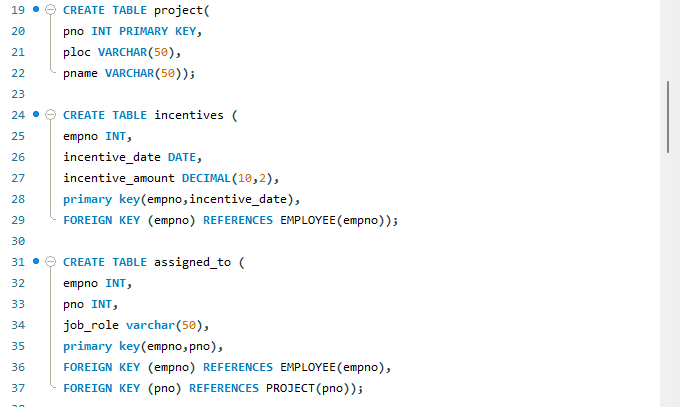 19 CREATE TABLE project(
20 pno INT PRIMARY KEY,
21 ploc VARCHAR(50),
22 pname VARCHAR(50));
23
24 CREATE TABLE incentives (
25 empno INT,
26 incentive_date DATE,
27 incentive_amount DECIMAL(10,2),
28 primary key(empno,incentive_date),
29 FOREIGN KEY (empno) REFERENCES EMPLOYEE(empno));
30
31 CREATE TABLE assigned_to (
32 empno INT,
33 pno INT,
34 job_role varchar(50),
35 primary key(empno,pno),
36 FOREIGN KEY (empno) REFERENCES EMPLOYEE(empno),
37 FOREIGN KEY (pno) REFERENCES PROJECT(pno));